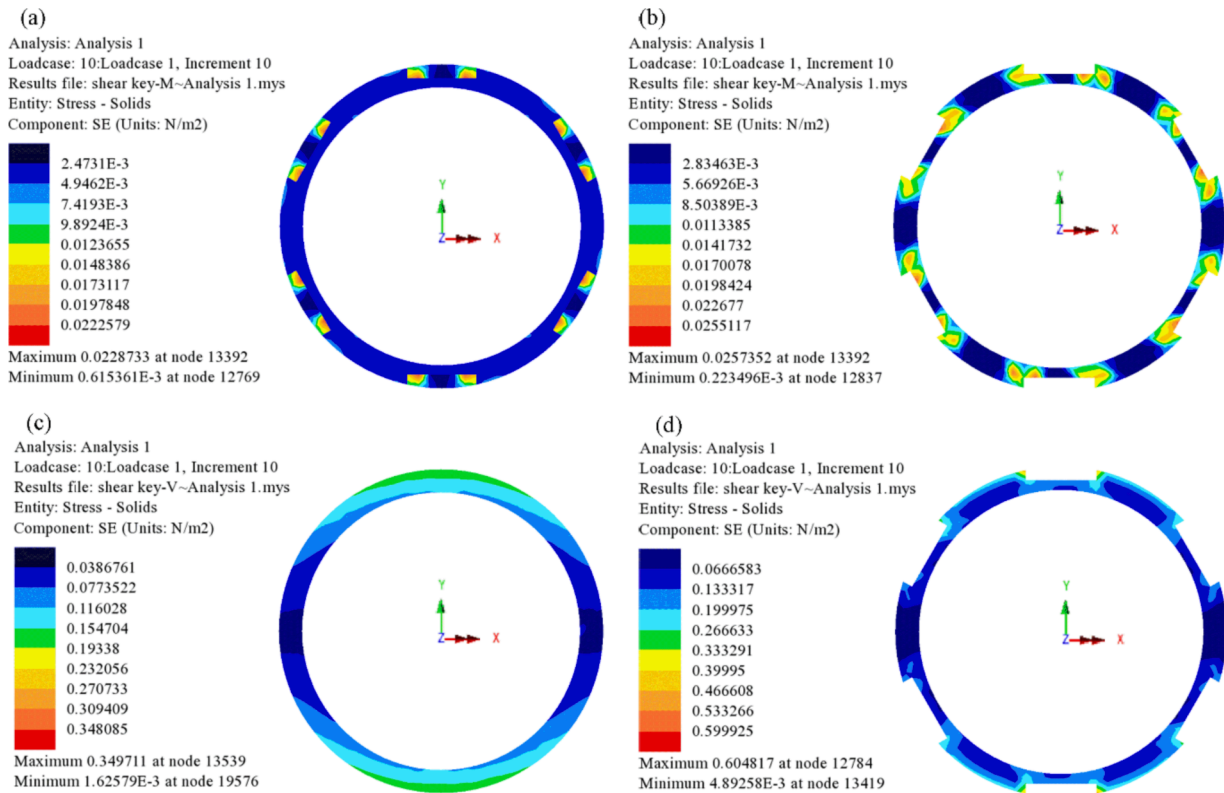 (a)
Analysis: Analysis 1
Loadcase: 10:Loadcase 1, Increment 10
Results file: shear key-M~Analysis 1.mys
Entity: Stress - Solids
Component: SE (Units: N/m2)
2.4731E-3
4.9462E-3
7.4193E-3
9.8924E-3
0.0123655
0.0148386
0.0173117
0.0197848
0.0222579
Maximum 0.0228733 at node 13392
Minimum 0.615361E-3 at node 12769
Y
Z
X
(b)
Analysis: Analysis 1
Loadcase: 10:Loadcase 1, Increment 10
Results file: shear key-M~Analysis 1.mys
Entity: Stress - Solids
Component: SE (Units: N/m2)
2.83463E-3
5.66926E-3
8.50389E-3
0.0113385
0.0141732
0.0170078
0.0198424
0.022677
0.0255117
Maximum 0.0257352 at node 13392
Minimum 0.223496E-3 at node 12837
Y
Z
X
(c)
Analysis: Analysis 1
Loadcase: 10:Loadcase 1, Increment 10
Results file: shear key-V~Analysis 1.mys
Entity: Stress - Solids
Component: SE (Units: N/m2)
0.0386761
0.0773522
0.116028
0.154704
0.19338
0.232056
0.270733
0.309409
0.348085
Maximum 0.349711 at node 13539
Minimum 1.62579E-3 at node 19576
Y
Z
X
(d)
Analysis: Analysis 1
Loadcase: 10:Loadcase 1, Increment 10
Results file: shear key-V~Analysis 1.mys
Entity: Stress - Solids
Component: SE (Units: N/m2)
0.0666583
0.133317
0.199975
0.266633
0.333291
0.39995
0.466608
0.533266
0.599925
Maximum 0.604817 at node 12784
Minimum 4.89258E-3 at node 13419
Y
Z
X